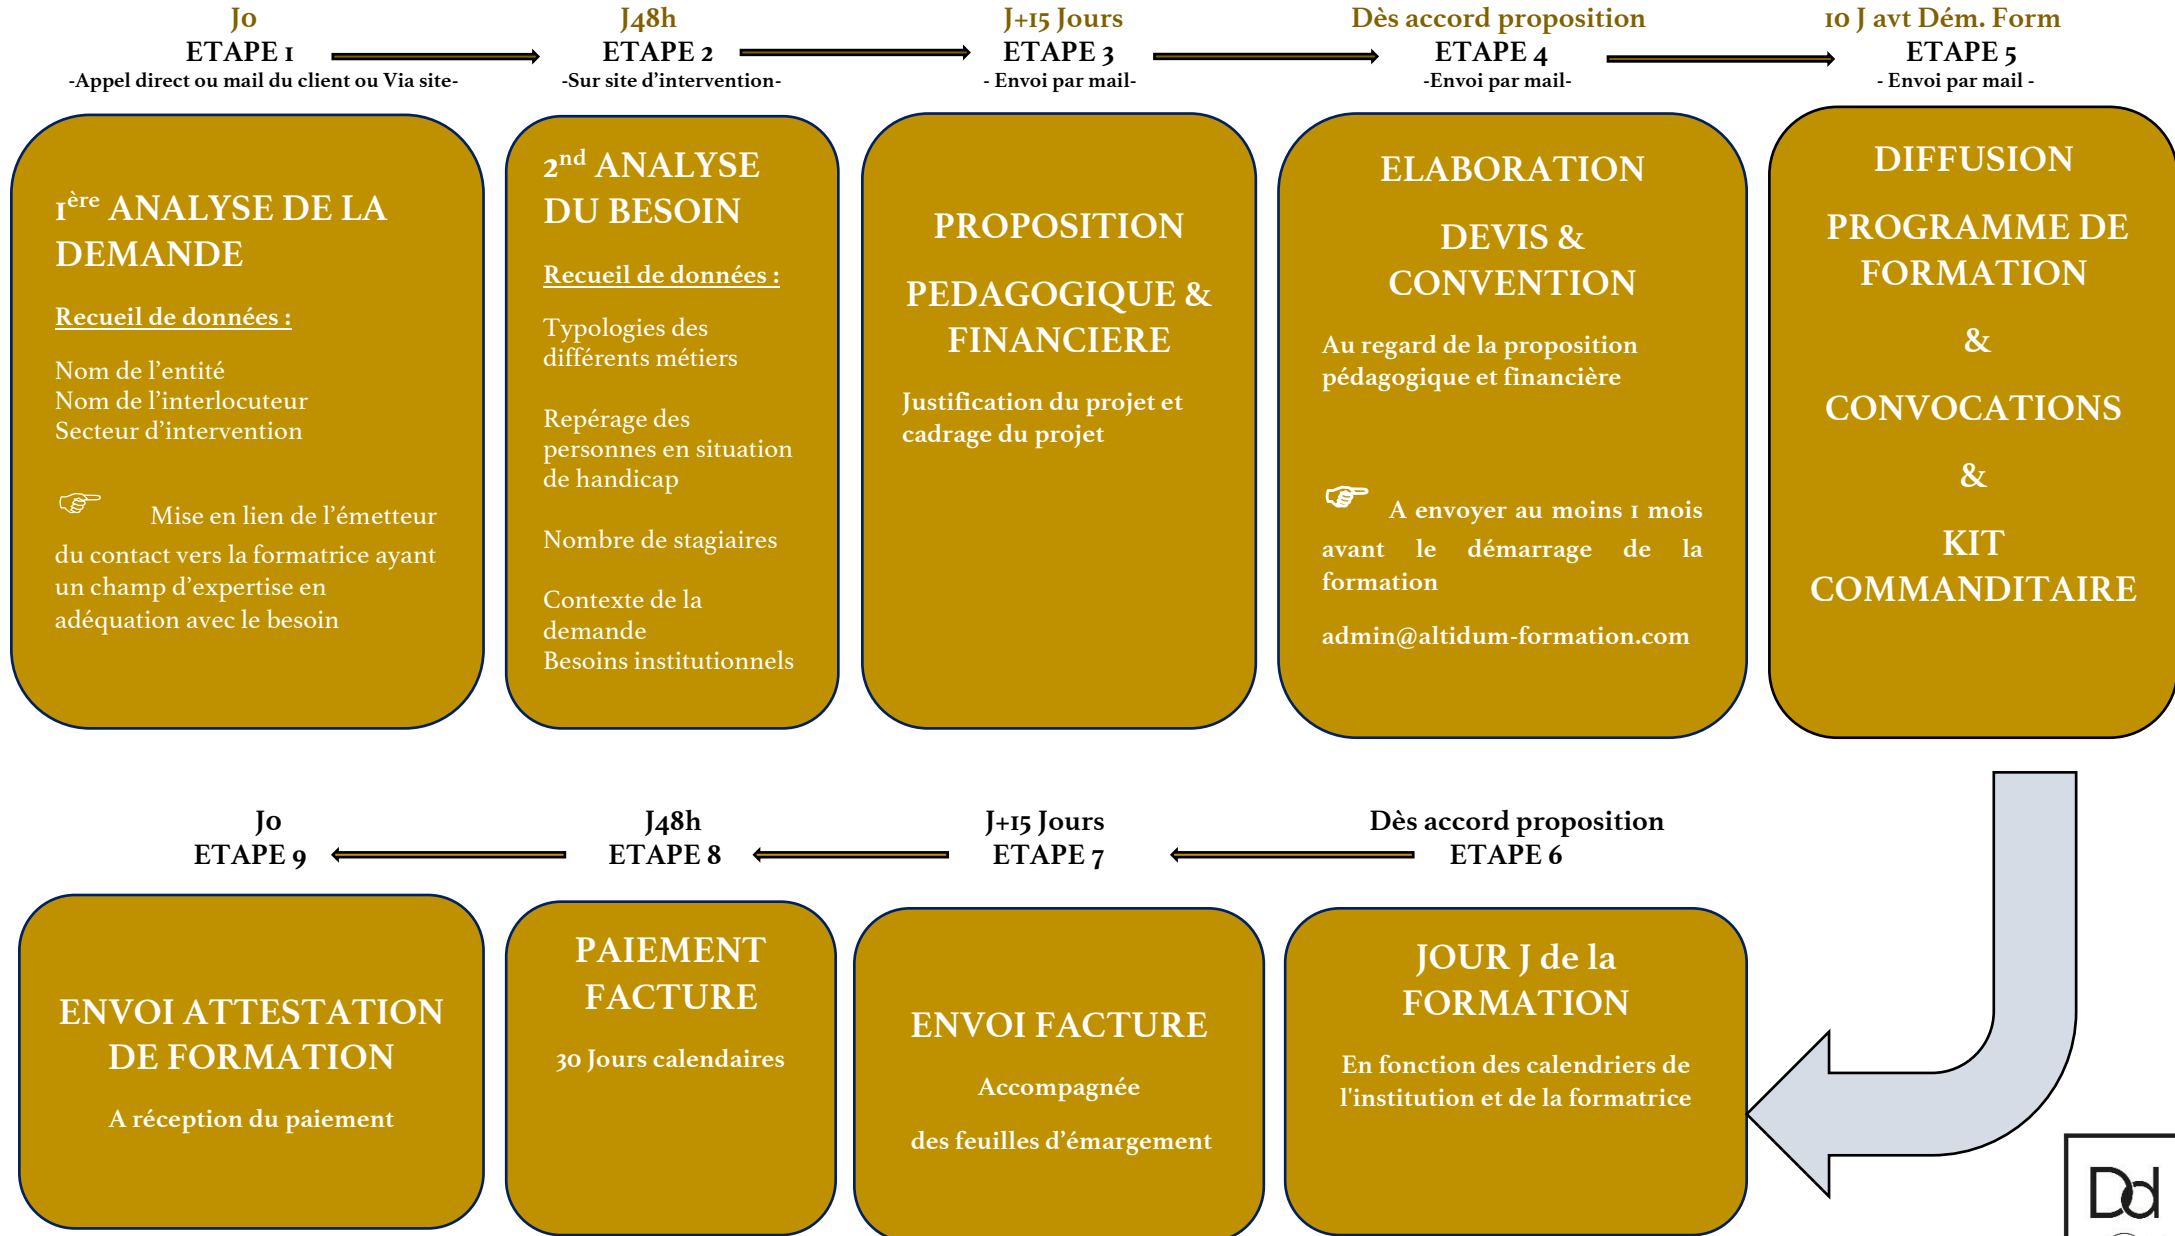 J0
ETAPE 1
-Appel direct ou mail du client ou Via site-
J48h
ETAPE 2
-Sur site d’intervention-
J+15 Jours
ETAPE 3
- Envoi par mail-
Dès accord proposition
ETAPE 4
-Envoi par mail-
10 J avt Dém. Form
ETAPE 5
- Envoi par mail -
1ère ANALYSE DE LA
DEMANDE
Recueil de données :
Nom de l’entité
Nom de l’interlocuteur
Secteur d’intervention
☞ Mise en lien de l’émetteur
du contact vers la formatrice ayant
un champ d’expertise en
adéquation avec le besoin
2nd ANALYSE
DU BESOIN
Recueil de données :
Typologies des
différents métiers
Repérage des
personnes en situation
de handicap
Nombre de stagiaires
Contexte de la
demande
Besoins institutionnels
PROPOSITION
PEDAGOGIQUE &
FINANCIERE
Justification du projet et
cadrage du projet
ELABORATION
DEVIS &
CONVENTION
Au regard de la proposition
pédagogique et financière
☞ A envoyer au moins 1 mois
avant le démarrage de la
formation
admin@altidum-formation.com
DIFFUSION
PROGRAMME DE
FORMATION
&
CONVOCATIONS
&
KIT
COMMANDITAIRE
J0
ETAPE 9
J48h
ETAPE 8
J+15 Jours
ETAPE 7
Dès accord proposition
ETAPE 6
ENVOI ATTESTATION
DE FORMATION
A réception du paiement
PAIEMENT
FACTURE
30 Jours calendaires
ENVOI FACTURE
Accompagnée
des feuilles d’émargement
JOUR J de la
FORMATION
En fonction des calendriers de
l'institution et de la formatrice
Dd